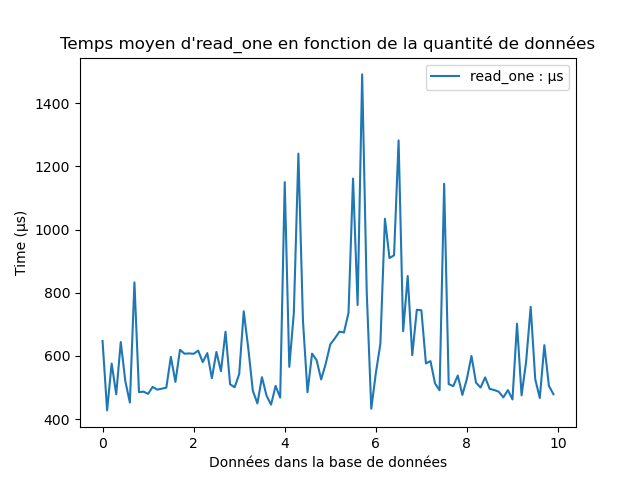 Temps moyen d'read_one en fonction de la quantité de données
read_one : µs
1400
1200
1000
800
600
400
Time (µs)
0 2 4 6 8 10
Données dans la base de données